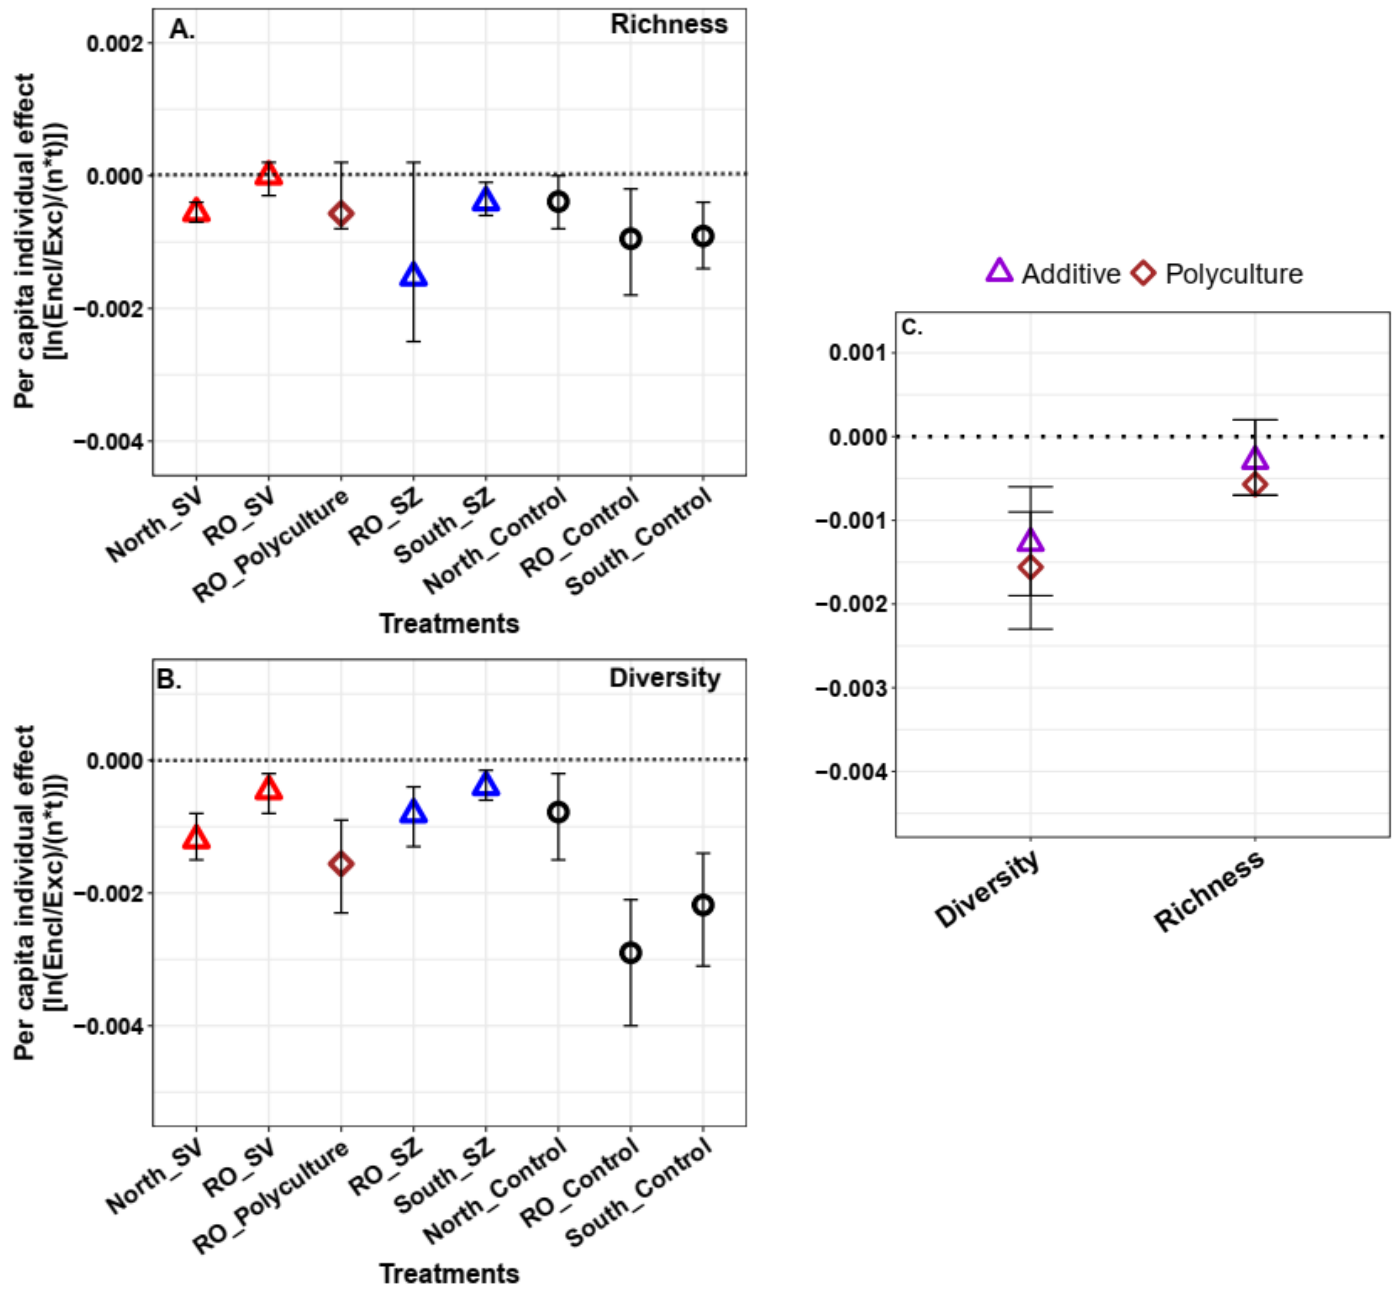 A.
Richness
Per capita individual effect
[ln(Encl/Exc)/(n*t)])
0.002
0.000
−0.002
−0.004
North_SV
RO_SV
RO_Polyculture
RO_SZ
South_SZ
North_Control
RO_Control
South_Control
Treatments
B.
Diversity
Per capita individual effect
[ln(Encl/Exc)/(n*t)])
0.000
−0.002
−0.004
North_SV
RO_SV
RO_Polyculture
RO_SZ
South_SZ
North_Control
RO_Control
South_Control
Treatments
Additive Polyculture
C.
0.001
0.000
−0.001
−0.002
−0.003
−0.004
Diversity
Richness